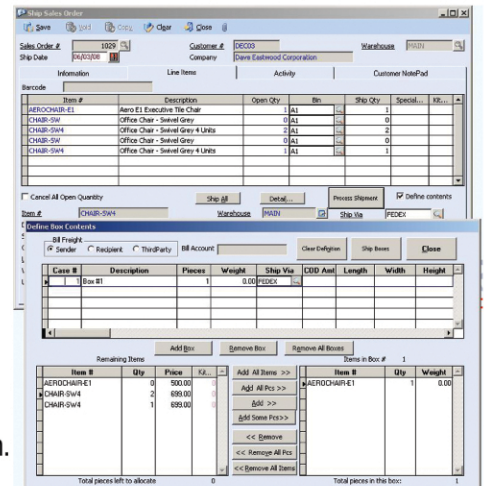 Ship Sales Order
Save Void Copy Clear Close
Sales Order # 1029 Customer # DEC03 Warehouse MAIN
Ship Date 06/03/08 Company Dave Eastwood Corporation
Information Line Items Activity Customer NotePad
Barcode
Item # Description Open Qty Bin Ship Qty Special... Kit...
AEROCHAIR-E1 Aero E1 Executive Tile Chair 1 A1 1
CHAIR-SW Office Chair - Swivel Grey 0 A1 0
CHAIR-SW4 Office Chair - Swivel Grey 4 Units 2 A1 2
CHAIR-SW Office Chair - Swivel Grey 0 A1 0
CHAIR-SW4 Office Chair - Swivel Grey 4 Units 1 A1 1
Cancel All Open Quantity Ship All Detail... Process Shipment Define contents
Item # CHAIR-SW4 Warehouse MAIN Ship Via FEDEX
Define Box Contents
Bill Freight
Sender Recipient ThirdParty Bill Account Clear Definition Ship Boxes Close
Case # Description Pieces Weight Ship Via COD Amt Length Width Height
1 Box #1 1 0.00 FEDEX
Add Box Remove Box Remove All Boxes
Remaining Items Items in Box # 1
Item # Qty Price Kit... Add All Items >> Item # Qty Weight
AEROCHAIR-E1 0 500.00 0 Add All Pcs >> AEROCHAIR-E1 1 0.00
CHAIR-SW4 2 699.00 0 Add >>
CHAIR-SW4 1 699.00 0 Add Some Pcs>>
<< Remove
<< Remove All Pcs
<< Remove All Items
Total pieces left to allocate 0 Total pieces in this box: 1